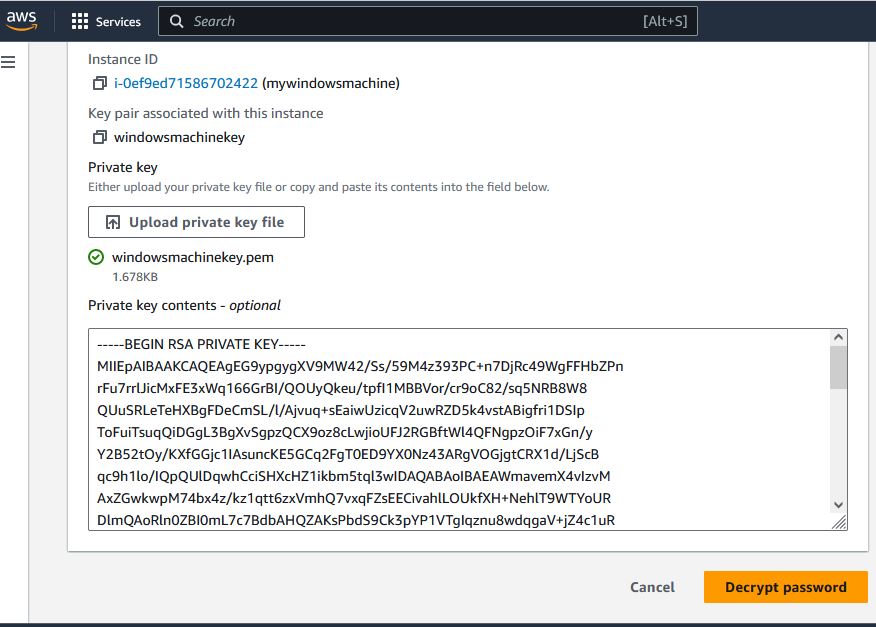 aws
Services
Search
[Alt+S]
Instance ID
i-0ef9ed71586702422 (mywindowsmachine)
Key pair associated with this instance
windowsmachinekey
Private key
Either upload your private key file or copy and paste its contents into the field below.
Upload private key file
windowsmachinekey.pem
1.678KB
Private key contents - optional
-----BEGIN RSA PRIVATE KEY-----
MIIEpAIBAAKCAQEAgEG9ypgygXV9MW42/Ss/59M4z393PC+n7DjRc49WgFFHbZPn
rFu7rrUicMxFE3xWq166GrBI/QOUyQkeu/tpfI1MBBVor/cr9oC82/sq5NRB8W8
QUuSRLeTeHXBgFDeCmSL/l/Ajvuq+sEaiwUzicqV2uwRZD5k4vstABigfri1DSIp
ToFuiTsuqQiDGgL3BgXvSgpzQCX9oz8cLwjioUFJ2RGBftWl4QFNgpzOiF7xGn/y
Y2B52tOy/KXfGGjc1IAsuncKE5GCq2FgT0ED9YX0Nz43ARgVOGjgtCRX1d/LjScB
qc9h1lo/IQpQUlDqwhCciSHXcHZ1ikbm5tql3wIDAQABAoIBAEAWmavemX4vIzvM
AxZGwkwpM74bx4z/kz1qtt6zxVmhQ7vxqFZsEECivahlLOUkfXH+NehlT9WTYoUR
DlmQAoRln0ZBI0mL7c7BdbAHQZAKsPbdS9Ck3pYP1VTgIqznu8wdqgaV+jZ4c1uR
Cancel
Decrypt password